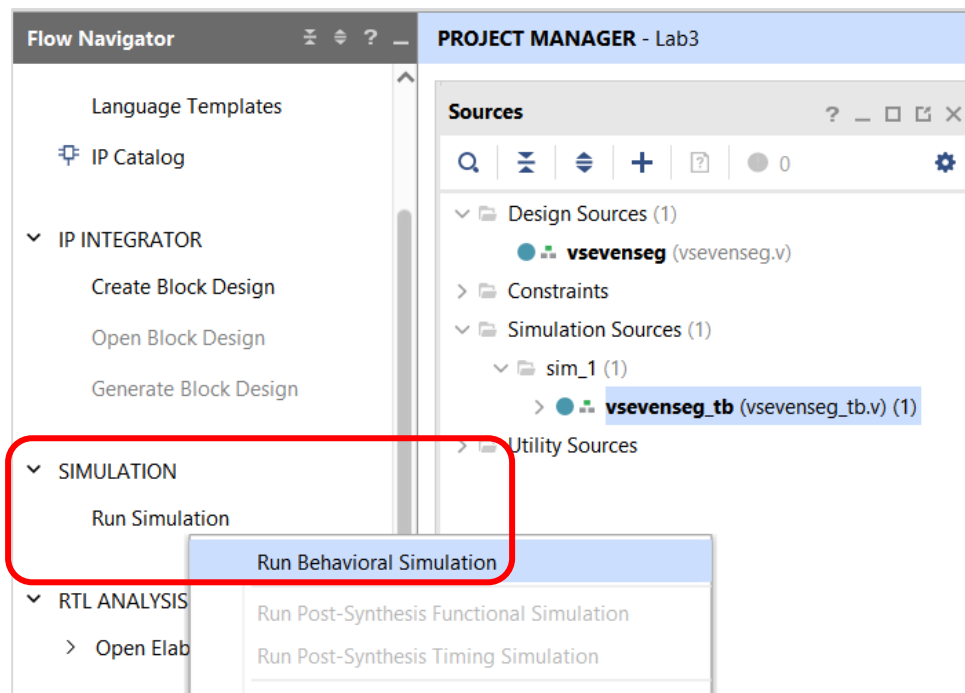 Flow Navigator
?
Language Templates
IP Catalog
IP INTEGRATOR
Create Block Design
Open Block Design
Generate Block Design
SIMULATION
Run Simulation
RTL ANALYSIS
Open Elab
PROJECT MANAGER - Lab3
Sources
?
? 0
Design Sources (1)
vsevenseg (vsevenseg.v)
Constraints
Simulation Sources (1)
sim_1 (1)
vsevenseg_tb (vsevenseg_tb.v) (1)
Utility Sources
Run Behavioral Simulation
Run Post-Synthesis Functional Simulation
Run Post-Synthesis Timing Simulation